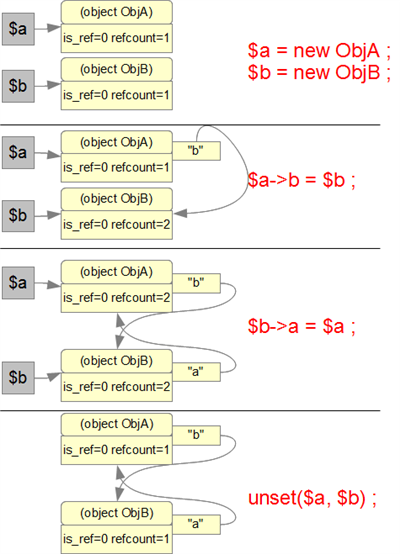 (object ObjA)
$a
is_ref=0 refcount=1
$a = new ObjA ;
(object ObjB)
$b = new ObjB ;
$b
is_ref=0 refcount=1
(object ObjA)
$a
"b"
is_ref=0 refcount=1
$a->b = $b ;
(object ObjB)
$b
is_ref=0 refcount=2
(object ObjA)
$a
"b"
is_ref=0 refcount=2
$b->a = $a ;
(object ObjB)
$b
"a"
is_ref=0 refcount=2
(object ObjA)
"b"
is_ref=0 refcount=1
unset($a, $b) ;
(object ObjB)
"a"
is_ref=0 refcount=1